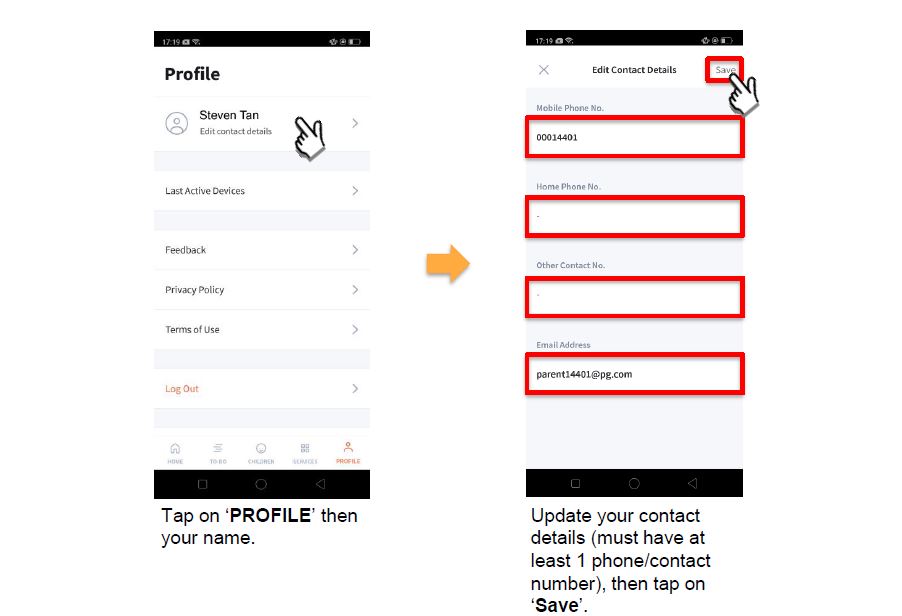 17:19
Profile
Steven Tan
Edit contact details
Last Active Devices
Feedback
Privacy Policy
Terms of Use
Log Out
HOME TO-DO CHILDREN SERVICES PROFILE
Tap on ‘PROFILE’ then
your name.
17:19
Edit Contact Details Save
Mobile Phone No.
00014401
Home Phone No.
-
Other Contact No.
-
Email Address
parent14401@pg.com
Update your contact
details (must have at
least 1 phone/contact
number), then tap on
‘Save’.